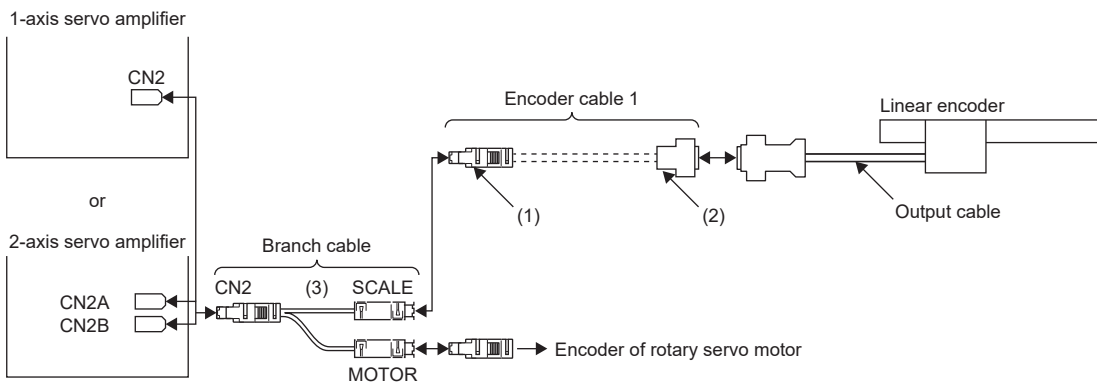 1-axis servo amplifier
CN2
Encoder cable 1
Linear encoder
(1)
(2)
Output cable
or
2-axis servo amplifier
Branch cable
CN2
(3)
SCALE
CN2A
CN2B
Encoder of rotary servo motor
MOTOR